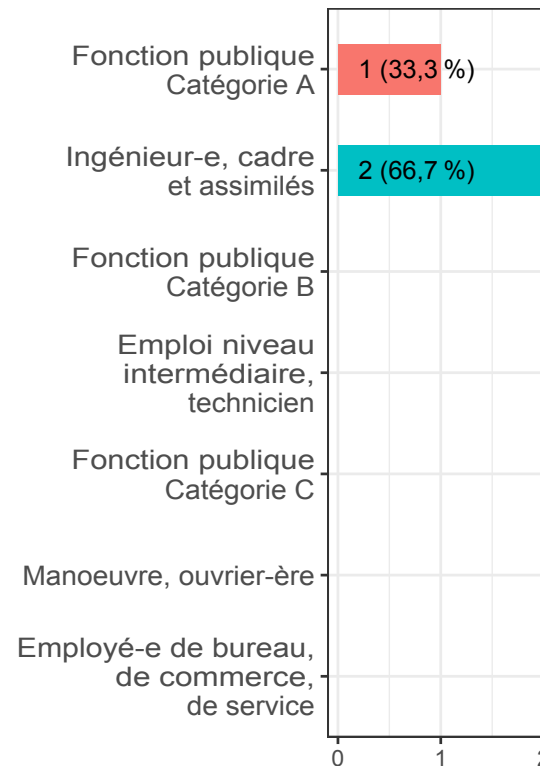 Fonction publique
Catégorie A
1 (33,3 %)
Ingénieur-e, cadre
et assimilés
2 (66,7 %)
Fonction publique
Catégorie B
Emploi niveau
intermédiaire,
technicien
Fonction publique
Catégorie C
Manoeuvre, ouvrier-ère
Employé-e de bureau,
de commerce,
de service
0 1 2